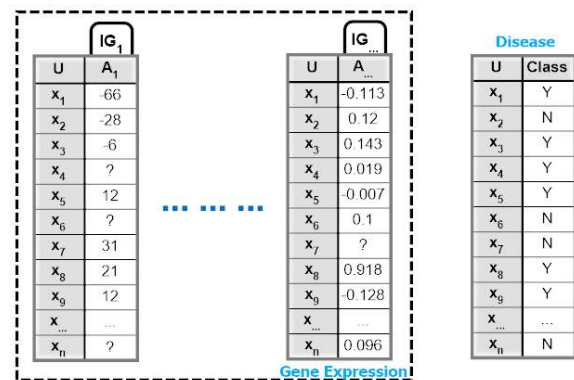 IG1
U A1
x1 -66
x2 -28
x3 -6
x4 ?
x5 12
x6 ?
x7 31
x8 21
x9 12
x... ...
xn ?
... ... ...
IG...
U A...
x1 -0.113
x2 0.12
x3 0.143
x4 0.019
x5 -0.007
x6 0.1
x7 ?
x8 0.918
x9 -0.128
x... ...
xn 0.096
Gene Expression
Disease
U Class
x1 Y
x2 N
x3 Y
x4 Y
x5 Y
x6 N
x7 N
x8 Y
x9 Y
x... ...
xn N